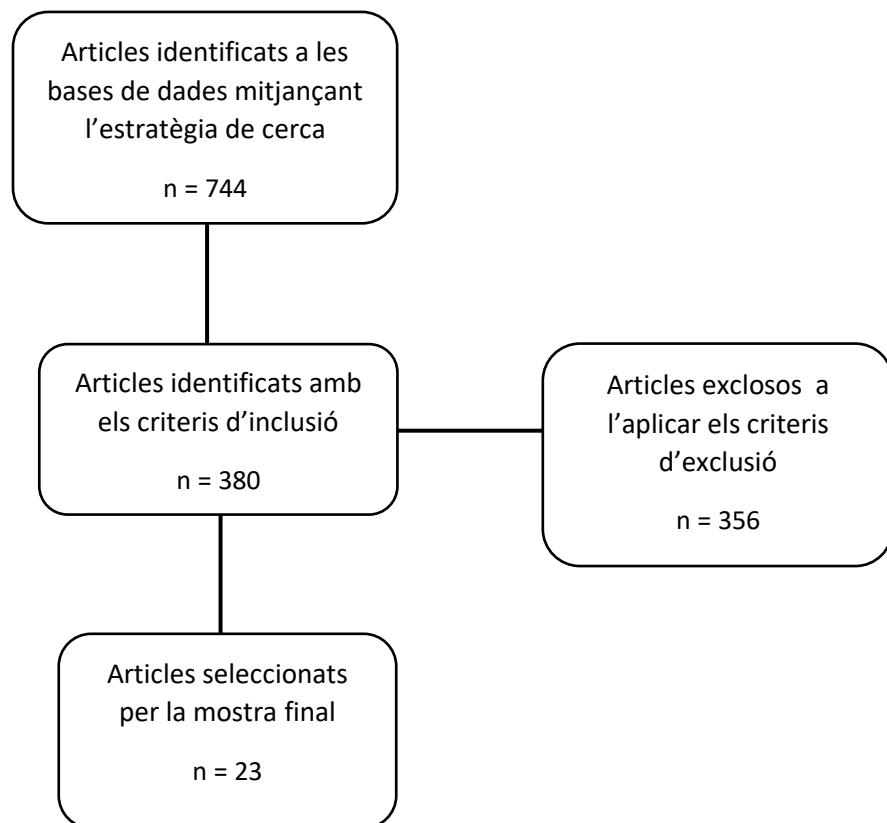 Articles identificats a les
bases de dades mitjançant
l’estratègia de cerca
n = 744
Articles identificats amb
els criteris d’inclusió
n = 380
Articles exclosos  a
l’aplicar els criteris
d’exclusió
n = 356
Articles seleccionats
per la mostra final
n = 23